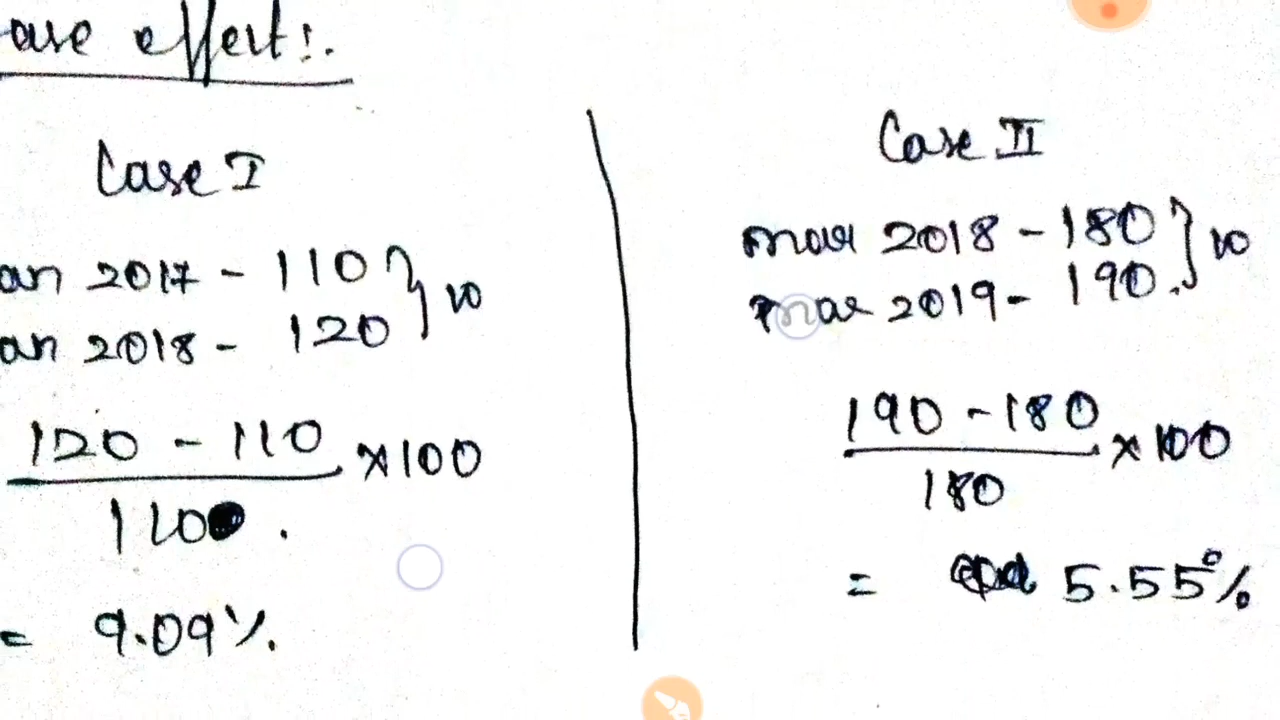 ase effect:.
Case I
an 2017 - 110 } 10
an 2018 - 120
120 - 110 × 100
110 .
= 9.09%.
Case II
mar 2018 - 180 } 10
mar 2019 - 190.
190 - 180 × 100
180
= 5.55%